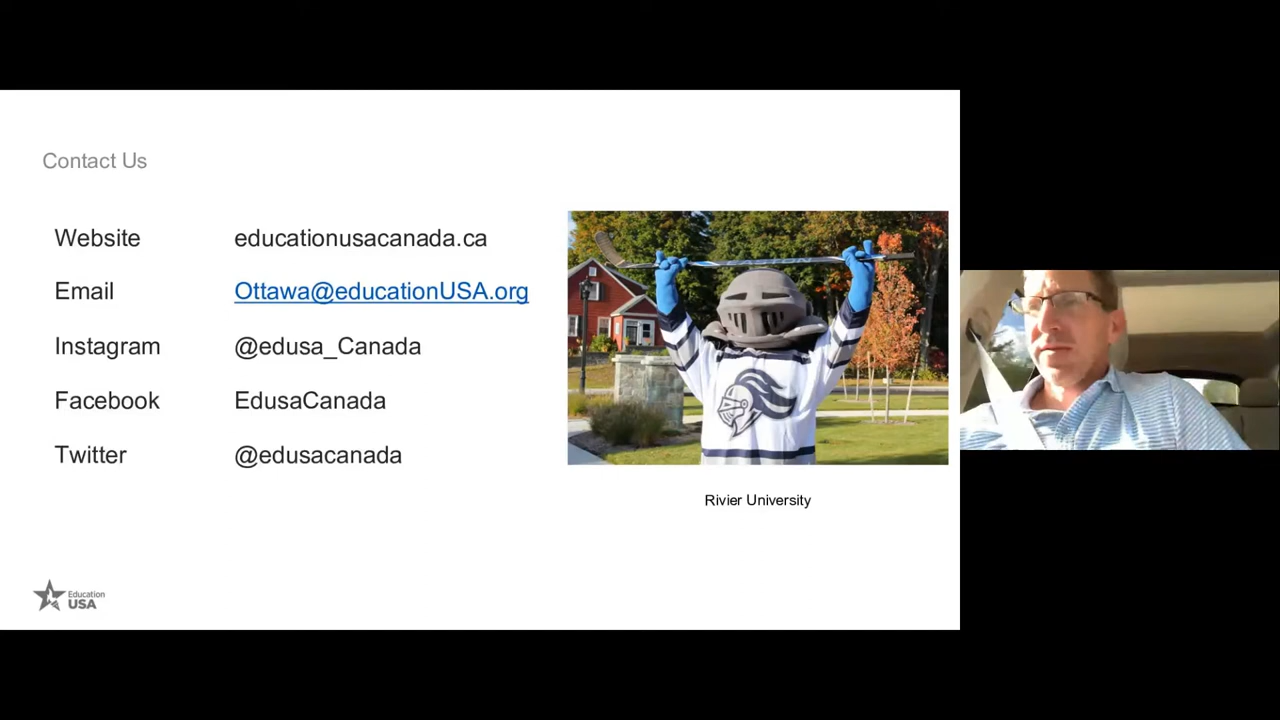 Contact Us
Website educationusacanada.ca
Email Ottawa@educationUSA.org
Instagram @edusa_Canada
Facebook EdusaCanada
Twitter @edusacanada
Rivier University
Education
USA